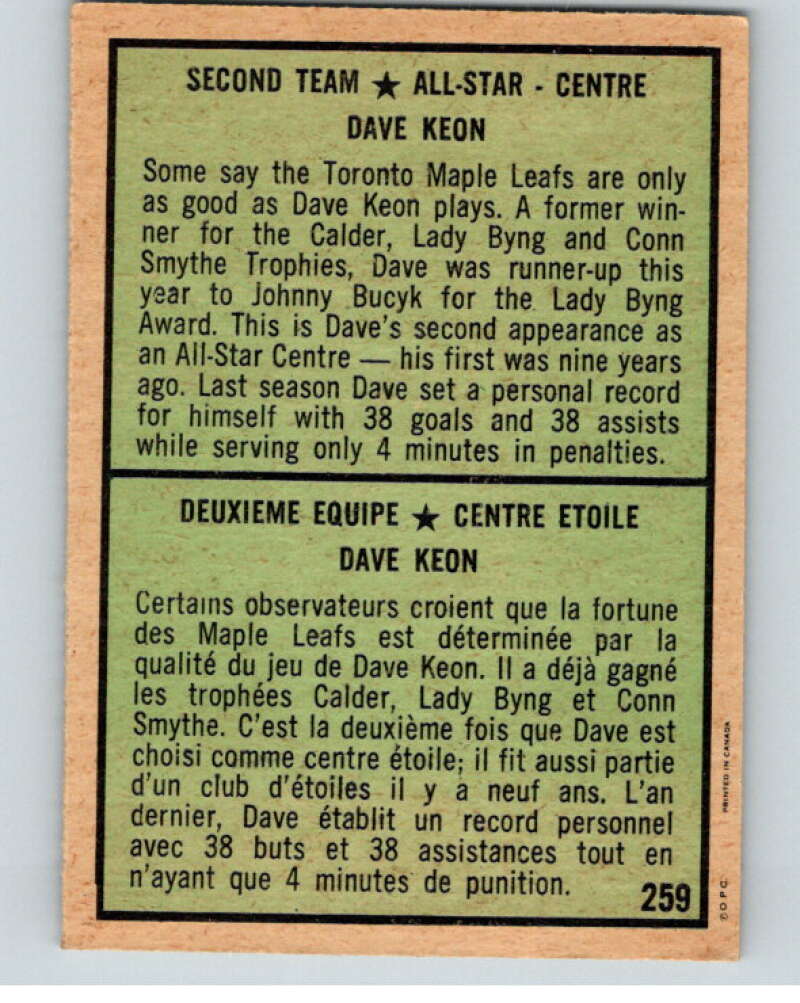 SECOND TEAM ★ ALL-STAR - CENTRE
DAVE KEON
Some say the Toronto Maple Leafs are only
as good as Dave Keon plays. A former win-
ner for the Calder, Lady Byng and Conn
Smythe Trophies, Dave was runner-up this
year to Johnny Bucyk for the Lady Byng
Award. This is Dave's second appearance as
an All-Star Centre — his first was nine years
ago. Last season Dave set a personal record
for himself with 38 goals and 38 assists
while serving only 4 minutes in penalties.
DEUXIEME EQUIPE ★ CENTRE ETOILE
DAVE KEON
Certains observateurs croient que la fortune
des Maple Leafs est déterminée par la
qualité du jeu de Dave Keon. Il a déjà gagné
les trophées Calder, Lady Byng et Conn
Smythe. C'est la deuxième fois que Dave est
choisi comme centre étoile; il fit aussi partie
d'un club d'étoiles il y a neuf ans. L'an
dernier, Dave établit un record personnel
avec 38 buts et 38 assistances tout en
n'ayant que 4 minutes de punition.
259
© O.P.C. PRINTED IN CANADA